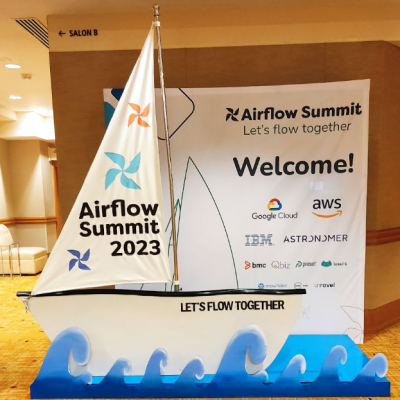 ← SALON B
Airflow Summit
Let's flow together
Welcome!
Google Cloud
aws
IBM
ASTRONOMER
bmc
Qbiz
Airflow
Summit
2023
LET'S FLOW TOGETHER